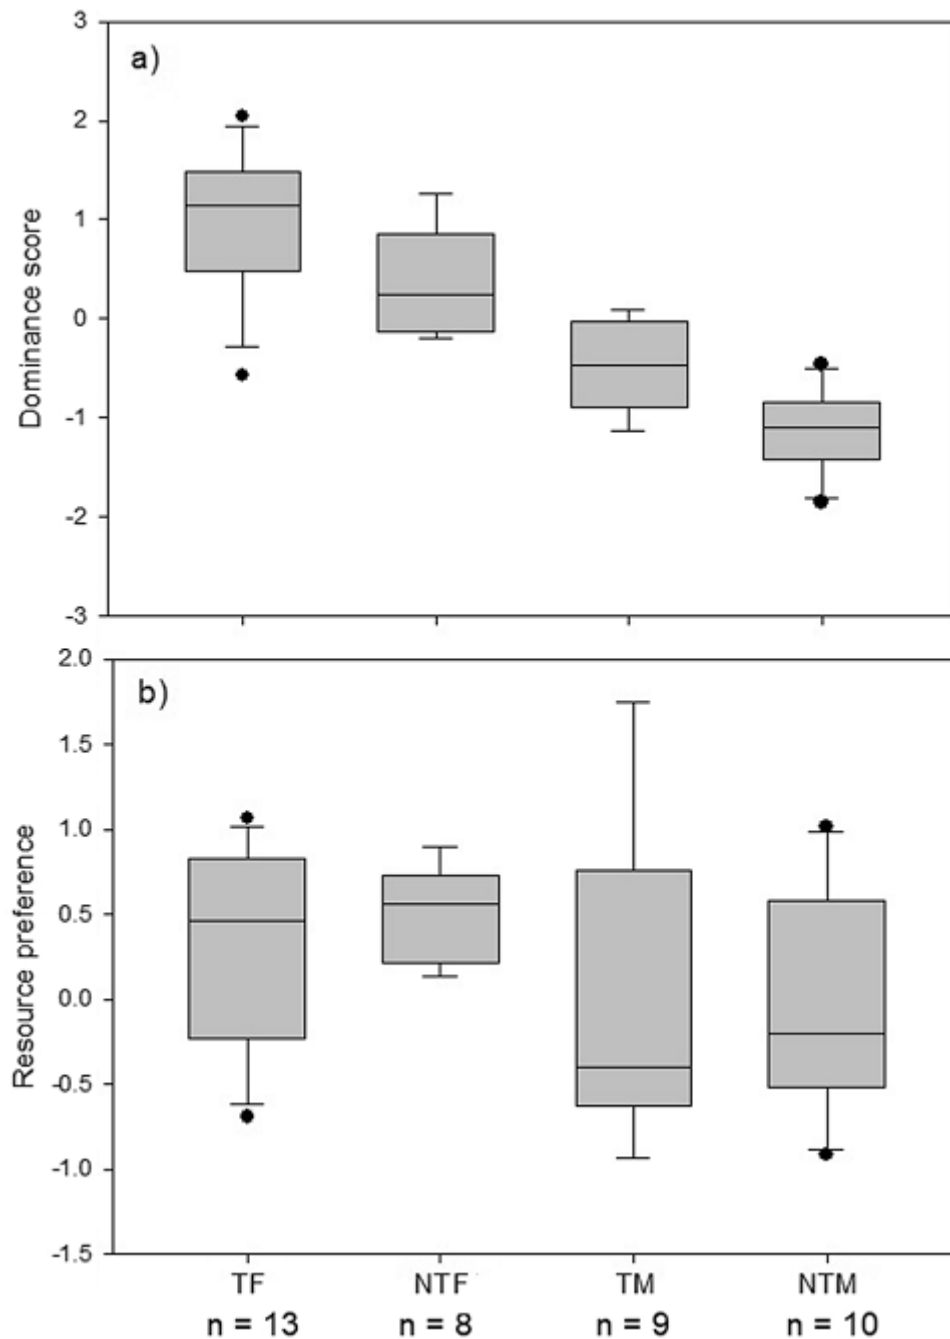 a)
Dominance score
3
2
1
0
-1
-2
-3
b)
Resource preference
2.0
1.5
1.0
0.5
0.0
-0.5
-1.0
-1.5
TF NTF TM NTM
n = 13 n = 8 n = 9 n = 10